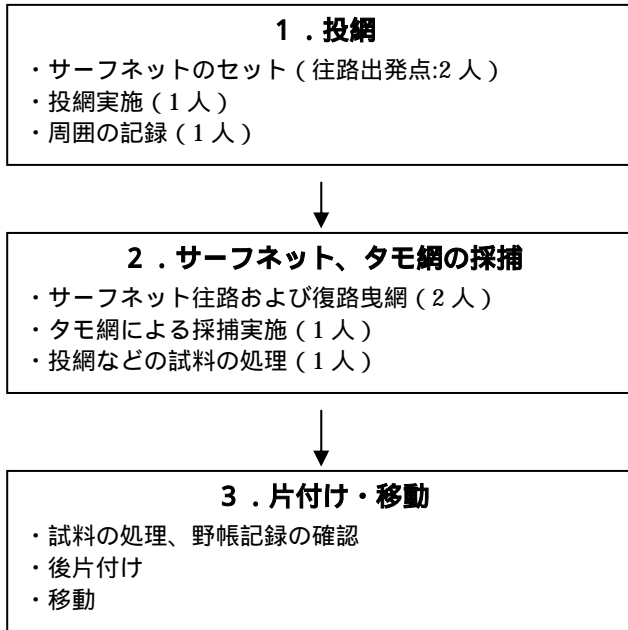 1．投網
・サーフネットのセット（往路出発点:2人）
・投網実施（1人）
・周囲の記録（1人）
2．サーフネット、タモ網の採捕
・サーフネット往路および復路曳網（2人）
・タモ網による採捕実施（1人）
・投網などの試料の処理（1人）
3．片付け・移動
・試料の処理、野帳記録の確認
・後片付け
・移動